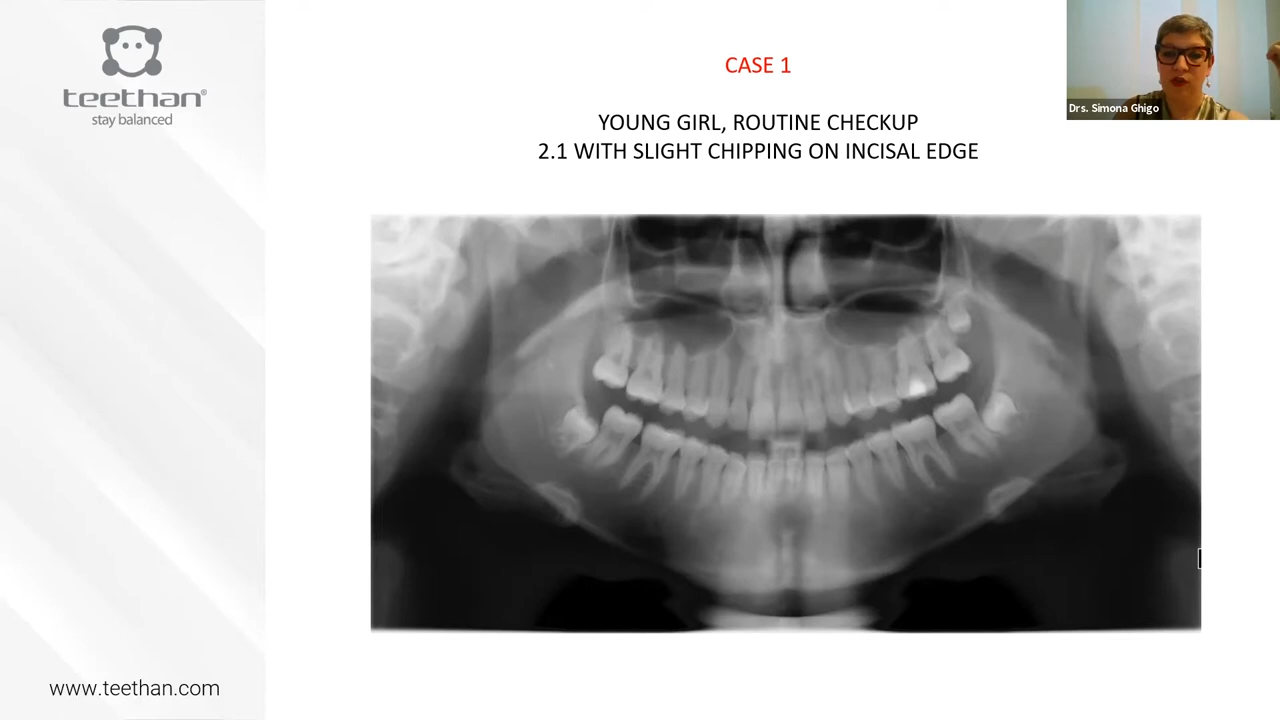 teethan®
stay balanced
CASE 1
YOUNG GIRL, ROUTINE CHECKUP
2.1 WITH SLIGHT CHIPPING ON INCISAL EDGE
Drs. Simona Ghigo
www.teethan.com